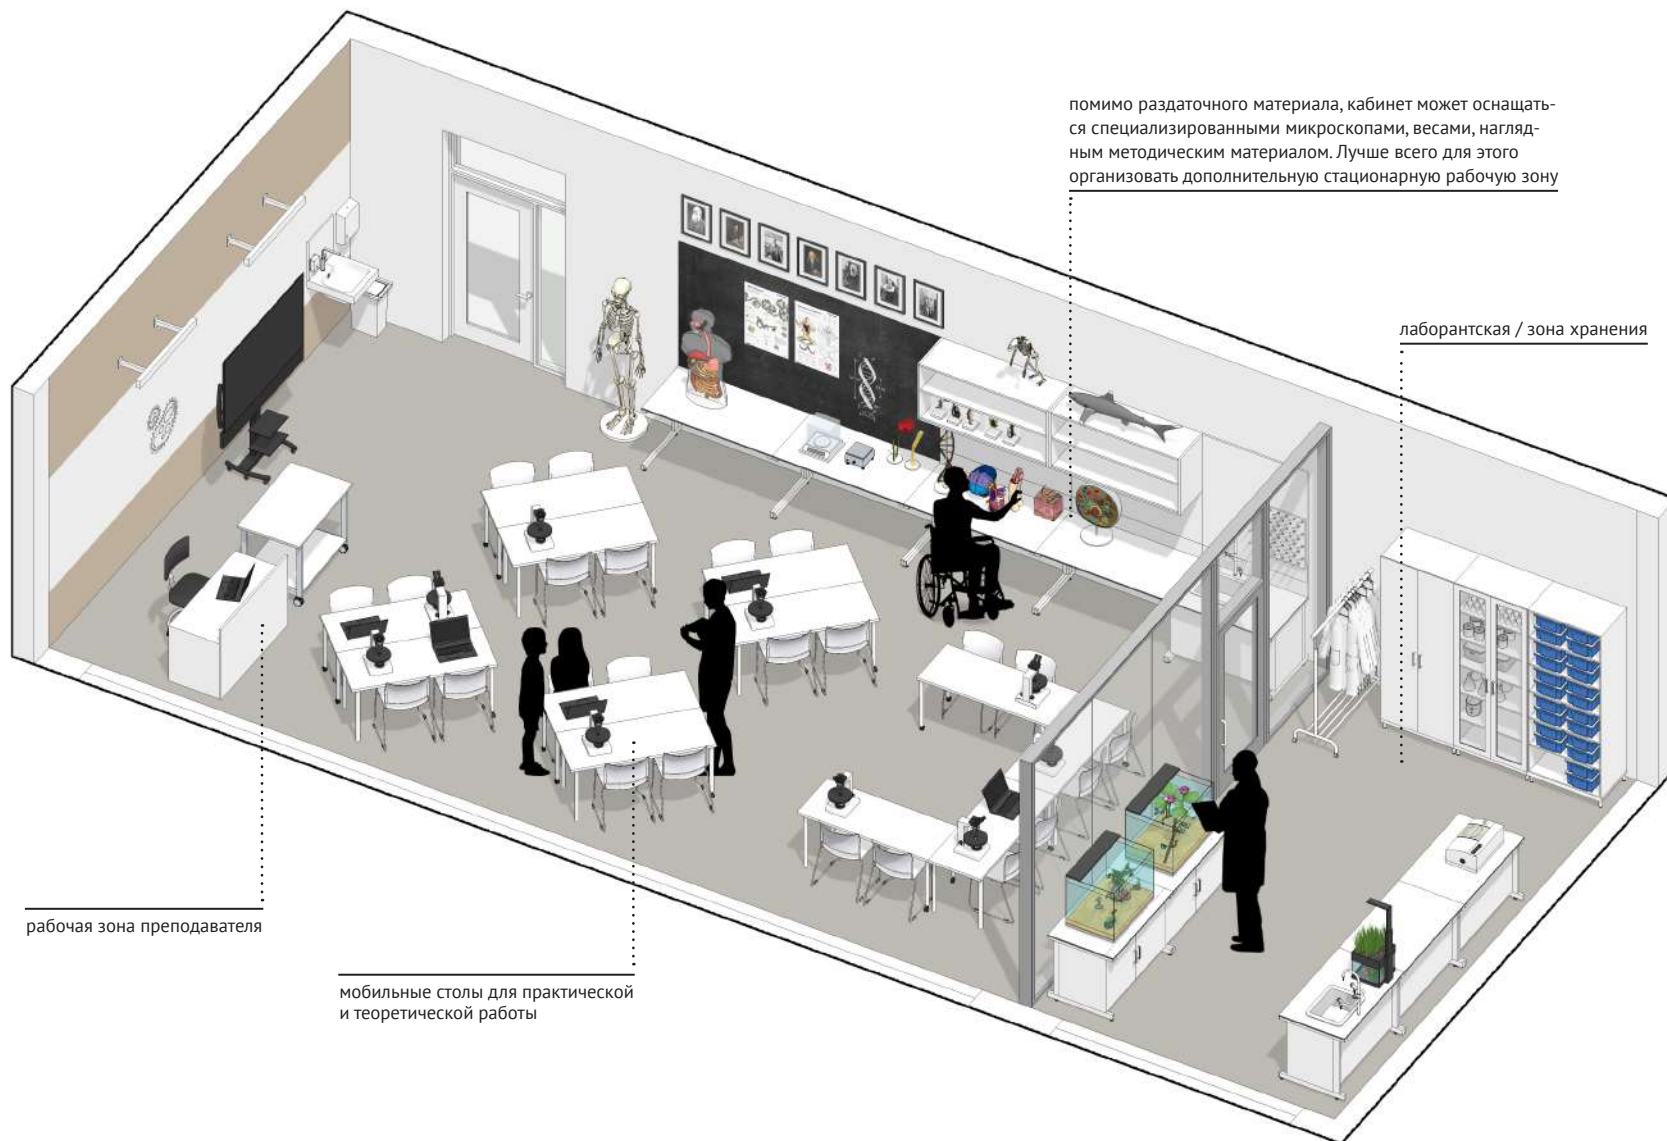 помимо раздаточного материала, кабинет может оснащать-
ся специализированными микроскопами, весами, нагляд-
ным методическим материалом. Лучше всего для этого
организовать дополнительную стационарную рабочую зону
лаборантская / зона хранения
рабочая зона преподавателя
мобильные столы для практической
и теоретической работы